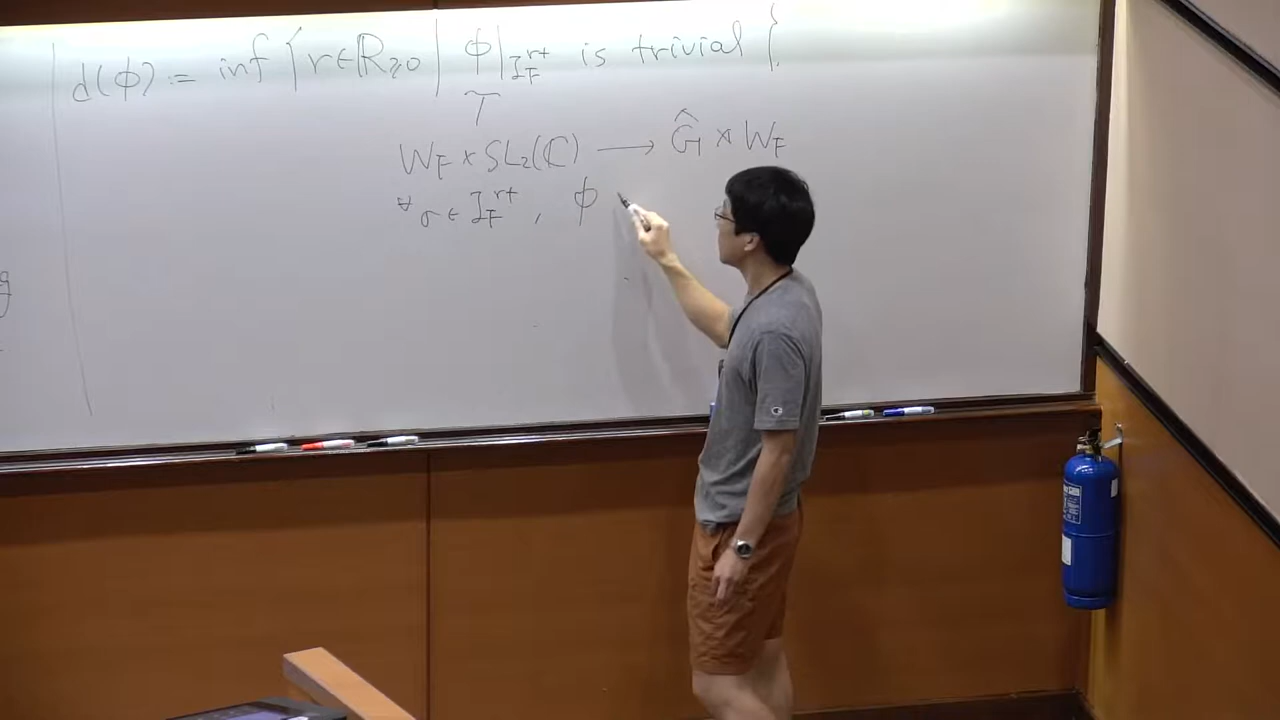 d(φ) := inf { r∈ℝ≥0 | φ|_{I_F^{r+}} is trivial }.
W_F × SL₂(ℂ) ⟶ Ĝ ⋊ W_F
∀σ ∈ I_F^{r+}, φ
g